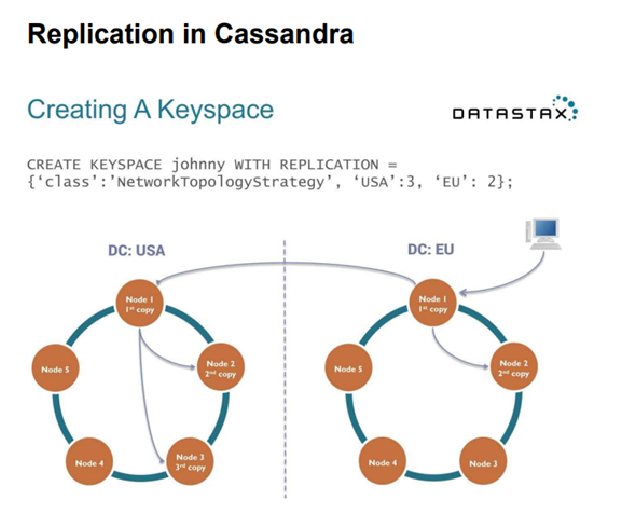 Replication in Cassandra
Creating A Keyspace
DATASTAX
CREATE KEYSPACE johnny WITH REPLICATION =
{‘class’:’NetworkTopologyStrategy’, ‘USA’:3, ‘EU’: 2};
DC: USA
Node 1
1st copy
Node 2
2nd copy
Node 3
3rd copy
Node 4
Node 5
DC: EU
Node 1
1st copy
Node 2
2nd copy
Node 3
Node 4
Node 5